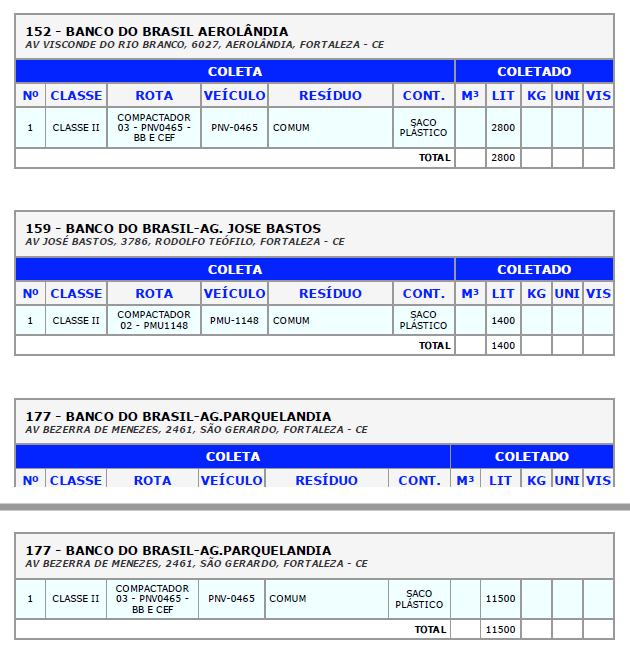 152 - BANCO DO BRASIL AEROLÂNDIA
AV VISCONDE DO RIO BRANCO, 6027, AEROLÂNDIA, FORTALEZA - CE
COLETA COLETADO
Nº CLASSE ROTA VEÍCULO RESÍDUO CONT. M³ LIT KG UNI VIS
1 CLASSE II COMPACTADOR 03 - PNV0465 - BB E CEF PNV-0465 COMUM SACO PLÁSTICO 2800
TOTAL 2800
159 - BANCO DO BRASIL-AG. JOSE BASTOS
AV JOSÉ BASTOS, 3786, RODOLFO TEÓFILO, FORTALEZA - CE
COLETA COLETADO
Nº CLASSE ROTA VEÍCULO RESÍDUO CONT. M³ LIT KG UNI VIS
1 CLASSE II COMPACTADOR 02 - PMU1148 PMU-1148 COMUM SACO PLÁSTICO 1400
TOTAL 1400
177 - BANCO DO BRASIL-AG.PARQUELANDIA
AV BEZERRA DE MENEZES, 2461, SÃO GERARDO, FORTALEZA - CE
COLETA COLETADO
Nº CLASSE ROTA VEÍCULO RESÍDUO CONT. M³ LIT KG UNI VIS
177 - BANCO DO BRASIL-AG.PARQUELANDIA
AV BEZERRA DE MENEZES, 2461, SÃO GERARDO, FORTALEZA - CE
1 CLASSE II COMPACTADOR 03 - PNV0465 - BB E CEF PNV-0465 COMUM SACO PLÁSTICO 11500
TOTAL 11500